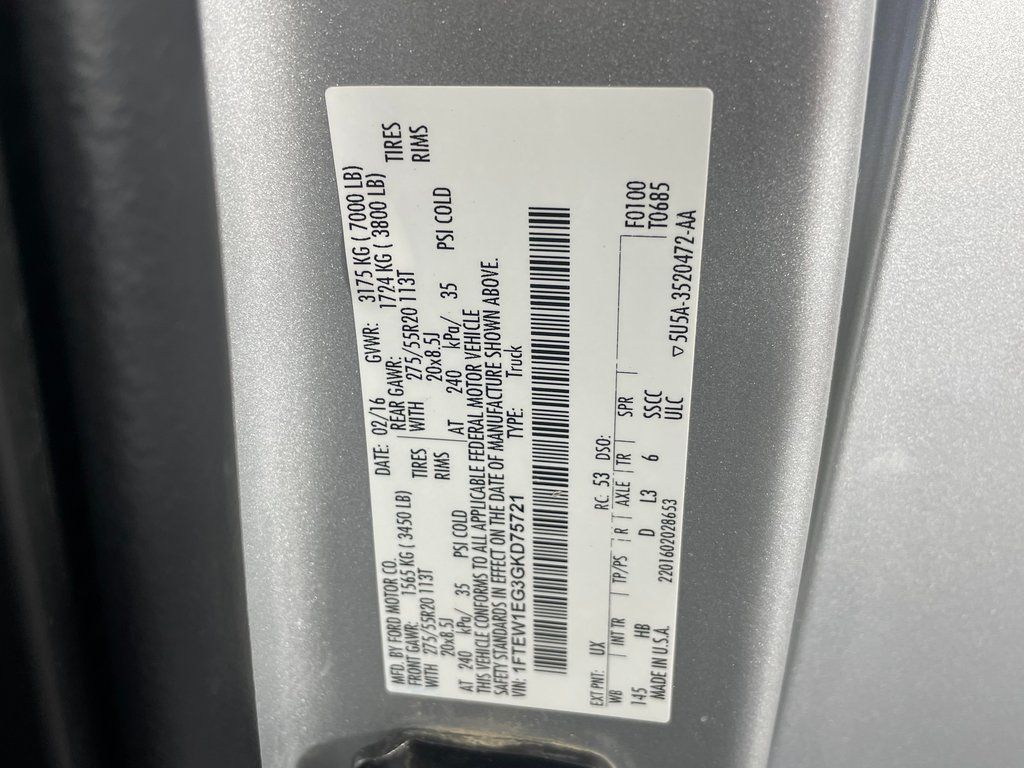 MFD. BY FORD MOTOR CO. DATE: 02/16 GVWR: 3175 KG ( 7000 LB)
FRONT GAWR: 1565 KG ( 3450 LB) REAR GAWR: 1724 KG ( 3800 LB)
WITH 275/55R20 113T TIRES WITH 275/55R20 113T TIRES
20x8.5J RIMS 20x8.5J RIMS
AT 240 kPa/ 35 PSI COLD AT 240 kPa/ 35 PSI COLD
THIS VEHICLE CONFORMS TO ALL APPLICABLE FEDERAL MOTOR VEHICLE
SAFETY STANDARDS IN EFFECT ON THE DATE OF MANUFACTURE SHOWN ABOVE.
VIN: 1FTEW1EG3GKD75721 TYPE: Truck
EXT PNT: UX RC: 53 DSO:
WB | INT TR | TP/PS | R | AXLE | TR | SPR F0100
145 HB D L3 6 SSCC T0685
MADE IN U.S.A. 2201602028653 ULC
▽5U5A-3520472-AA